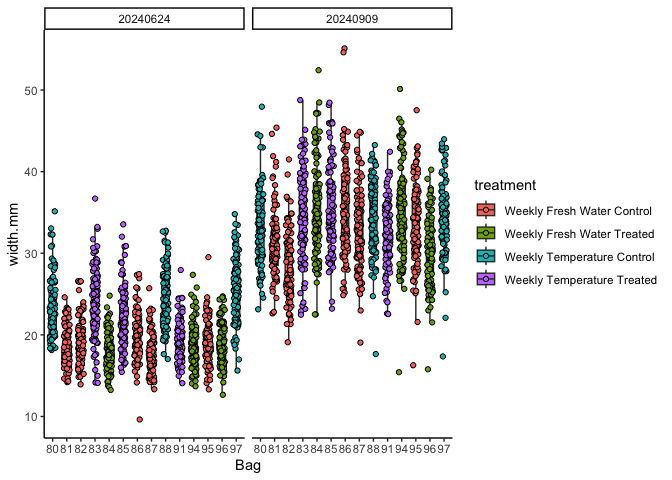 20240624 20240909
50
40
30
20
10
width.mm
80 81 82 83 84 85 86 87 88 91 94 95 96 97 80 81 82 83 84 85 86 87 88 91 94 95 96 97
Bag
treatment
Weekly Fresh Water Control
Weekly Fresh Water Treated
Weekly Temperature Control
Weekly Temperature Treated